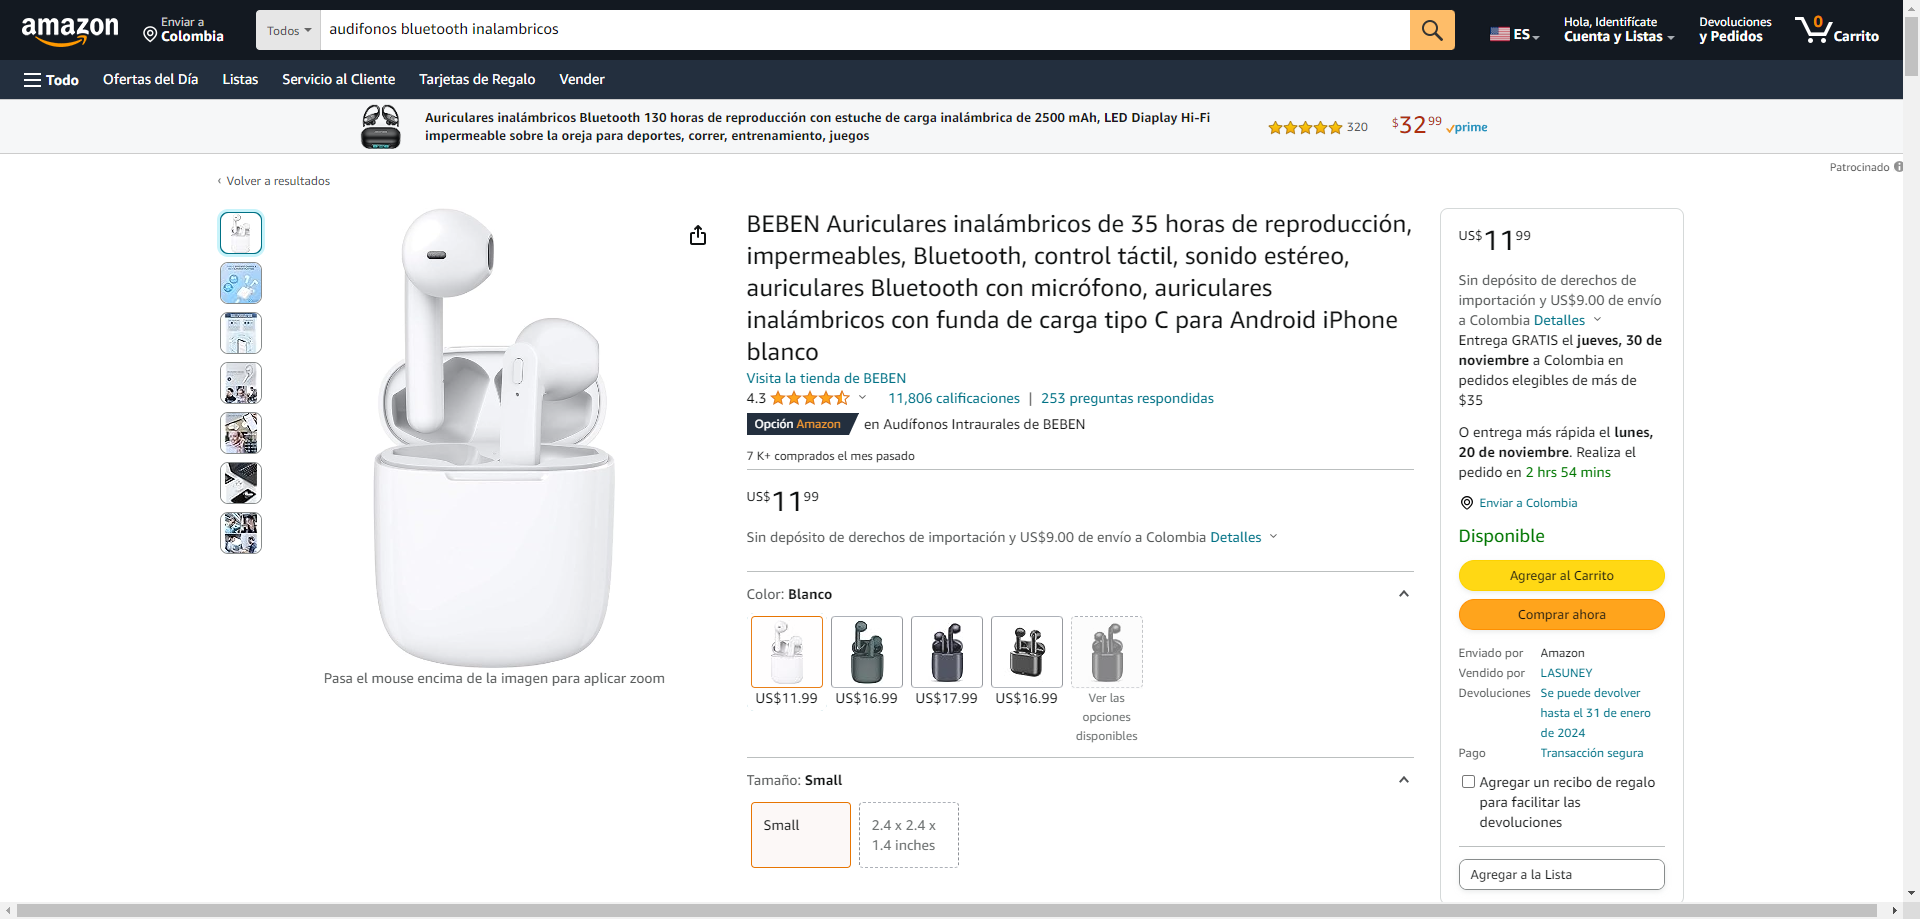 amazon
Enviar a
Colombia
Todos
audifonos bluetooth inalambricos
ES
Hola, Identifícate
Cuenta y Listas
Devoluciones
y Pedidos
0
Carrito
Todo
Ofertas del Día
Listas
Servicio al Cliente
Tarjetas de Regalo
Vender
Auriculares inalámbricos Bluetooth 130 horas de reproducción con estuche de carga inalámbrica de 2500 mAh, LED Diaplay Hi-Fi
impermeable sobre la oreja para deportes, correr, entrenamiento, juegos
320
$32.99
prime
Patrocinado
‹ Volver a resultados
Pasa el mouse encima de la imagen para aplicar zoom
BEBEN Auriculares inalámbricos de 35 horas de reproducción,
impermeables, Bluetooth, control táctil, sonido estéreo,
auriculares Bluetooth con micrófono, auriculares
inalámbricos con funda de carga tipo C para Android iPhone
blanco
Visita la tienda de BEBEN
4.3
11,806 calificaciones | 253 preguntas respondidas
Opción Amazon en Audífonos Intraurales de BEBEN
7 K+ comprados el mes pasado
US$11 99
Sin depósito de derechos de importación y US$9.00 de envío a Colombia Detalles
Color: Blanco
US$11.99
US$16.99
US$17.99
US$16.99
Ver las
opciones
disponibles
Tamaño: Small
Small
2.4 x 2.4 x
1.4 inches
US$11 99
Sin depósito de derechos de
importación y US$9.00 de envío
a Colombia Detalles
Entrega GRATIS el jueves, 30 de
noviembre a Colombia en
pedidos elegibles de más de
$35
O entrega más rápida el lunes,
20 de noviembre. Realiza el
pedido en 2 hrs 54 mins
Enviar a Colombia
Disponible
Agregar al Carrito
Comprar ahora
Enviado por Amazon
Vendido por LASUNEY
Devoluciones Se puede devolver
hasta el 31 de enero
de 2024
Pago Transacción segura
Agregar un recibo de regalo
para facilitar las
devoluciones
Agregar a la Lista